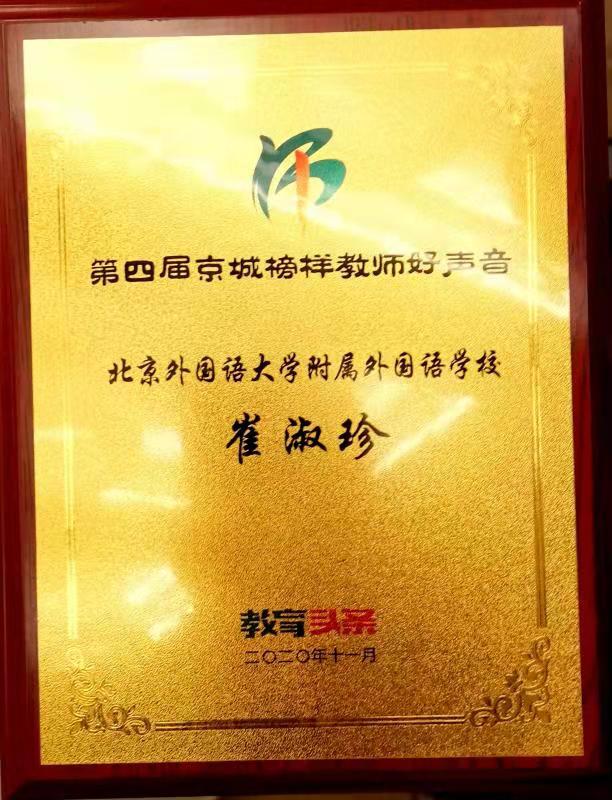 第四届京城榜样教师好声音
北京外国语大学附属外国语学校
崔淑珍
教育头条
二〇二〇年十一月